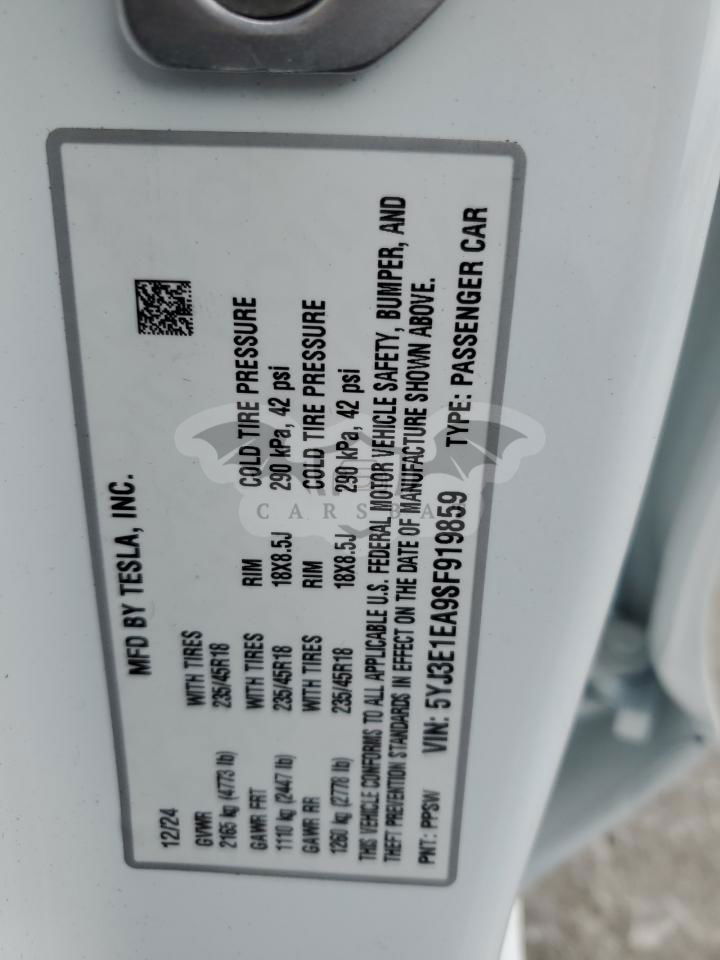 MFD BY TESLA, INC.
12/24
GVWR WITH TIRES RIM COLD TIRE PRESSURE
2165 kg (4773 lb) 235/45R18 18X8.5J 290 kPa, 42 psi
GAWR FRT WITH TIRES RIM COLD TIRE PRESSURE
1110 kg (2447 lb) 235/45R18 18X8.5J 290 kPa, 42 psi
GAWR RR WITH TIRES
1260 kg (2778 lb) 235/45R18
THIS VEHICLE CONFORMS TO ALL APPLICABLE U.S. FEDERAL MOTOR VEHICLE SAFETY, BUMPER, AND
THEFT PREVENTION STANDARDS IN EFFECT ON THE DATE OF MANUFACTURE SHOWN ABOVE.
PNT: PPSW VIN: 5YJ3E1EA9SF919859 TYPE: PASSENGER CAR